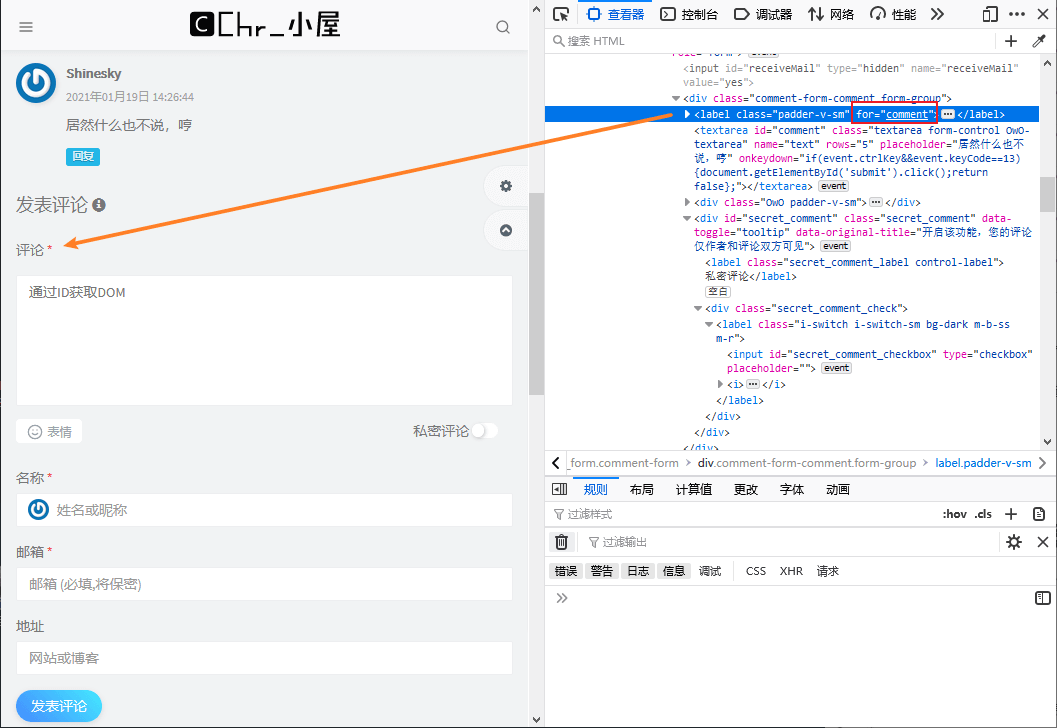 C Chr_小屋
Shinesky
2021年01月19日 14:26:44
居然什么也不说，哼
回复
发表评论
评论 *
通过ID获取DOM
表情
私密评论
名称 *
姓名或昵称
邮箱 *
邮箱 (必填,将保密)
地址
网站或博客
发表评论
查看器 控制台 调试器 网络 性能
搜索 HTML
role="form"> event
<input id="receiveMail" type="hidden" name="receiveMail"
value="yes">
<div class="comment-form-comment form-group">
<label class="padder-v-sm" for="comment"> </label>
<textarea id="comment" class="textarea form-control OwO-
textarea" name="text" rows="5" placeholder="居然什么也不
说，哼" onkeydown="if(event.ctrlKey&&event.keyCode==13)
{document.getElementById('submit').click();return
false};"></textarea> event
<div class="OwO padder-v-sm"> </div>
<div id="secret_comment" class="secret_comment" data-
toggle="tooltip" data-original-title="开启该功能，您的评论
仅作者和评论双方可见"> event
<label class="secret_comment_label control-label">
私密评论</label>
空白
<div class="secret_comment_check">
<label class="i-switch i-switch-sm bg-dark m-b-ss
m-r">
<input id="secret_comment_checkbox" type="checkbox"
placeholder=""> event
<i> </i>
</label>
</div>
</div>
</div>
_form.comment-form > div.comment-form-comment.form-group > label.padder-v-sm
规则 布局 计算值 更改 字体 动画
过滤样式
:hov .cls
过滤输出
错误 警告 日志 信息 调试 CSS XHR 请求